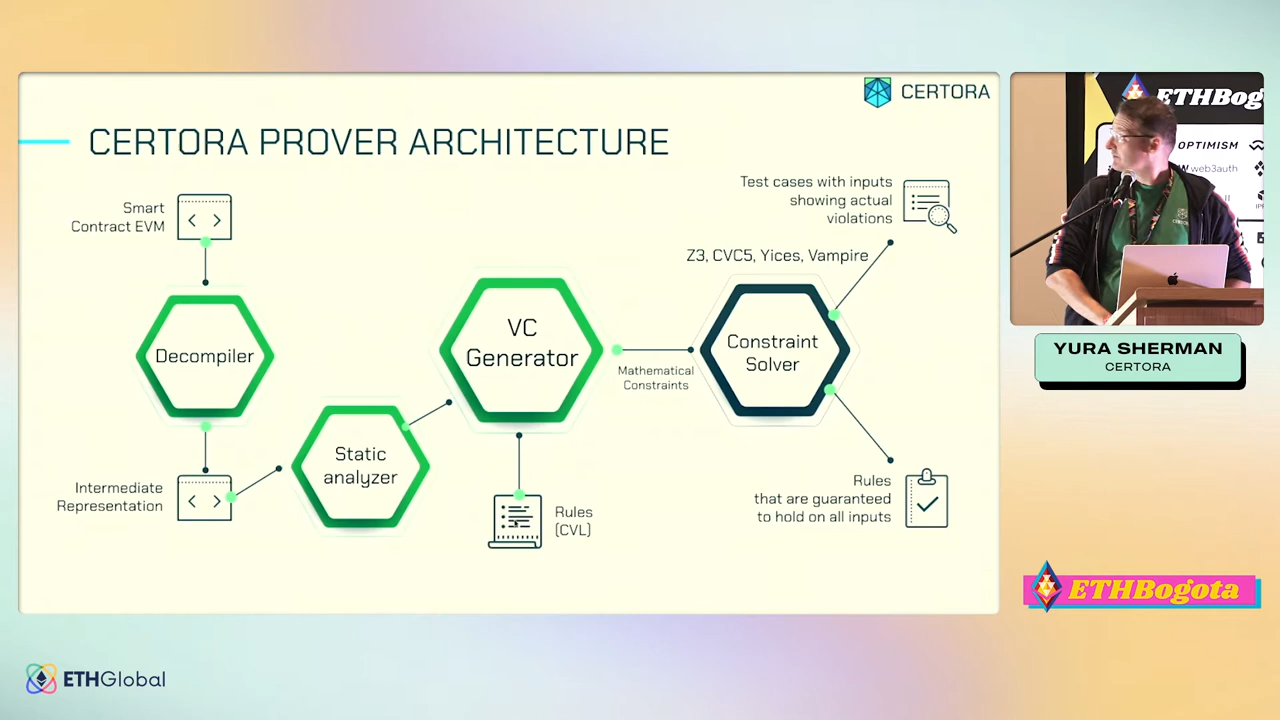 CERTORA
CERTORA PROVER ARCHITECTURE
Smart
Contract EVM
Decompiler
Intermediate
Representation
Static
analyzer
VC
Generator
Rules
(CVL)
Mathematical
Constraints
Z3, CVC5, Yices, Vampire
Constraint
Solver
Test cases with inputs
showing actual
violations
Rules
that are guaranteed
to hold on all inputs
ETHBog
OPTIMISM
web3auth
YURA SHERMAN
CERTORA
ETHBogota
ETHGlobal